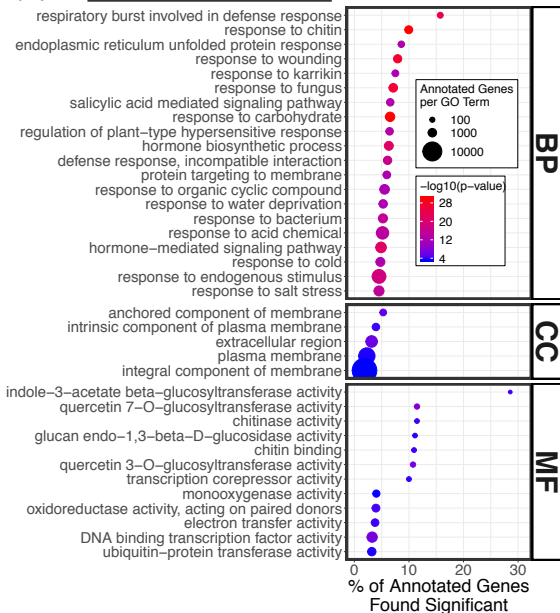 respiratory burst involved in defense response
response to chitin
endoplasmic reticulum unfolded protein response
response to wounding
response to karrikin
response to fungus
salicylic acid mediated signaling pathway
response to carbohydrate
regulation of plant−type hypersensitive response
hormone biosynthetic process
defense response, incompatible interaction
protein targeting to membrane
response to organic cyclic compound
response to water deprivation
response to bacterium
response to acid chemical
hormone−mediated signaling pathway
response to cold
response to endogenous stimulus
response to salt stress
Annotated Genes
per GO Term
100
1000
10000
−log10(p−value)
28
20
12
4
BP
anchored component of membrane
intrinsic component of plasma membrane
extracellular region
plasma membrane
integral component of membrane
CC
indole−3−acetate beta−glucosyltransferase activity
quercetin 7−O−glucosyltransferase activity
chitinase activity
glucan endo−1,3−beta−D−glucosidase activity
chitin binding
quercetin 3−O−glucosyltransferase activity
transcription corepressor activity
monooxygenase activity
oxidoreductase activity, acting on paired donors
electron transfer activity
DNA binding transcription factor activity
ubiquitin−protein transferase activity
MF
0 10 20 30
% of Annotated Genes
Found Significant